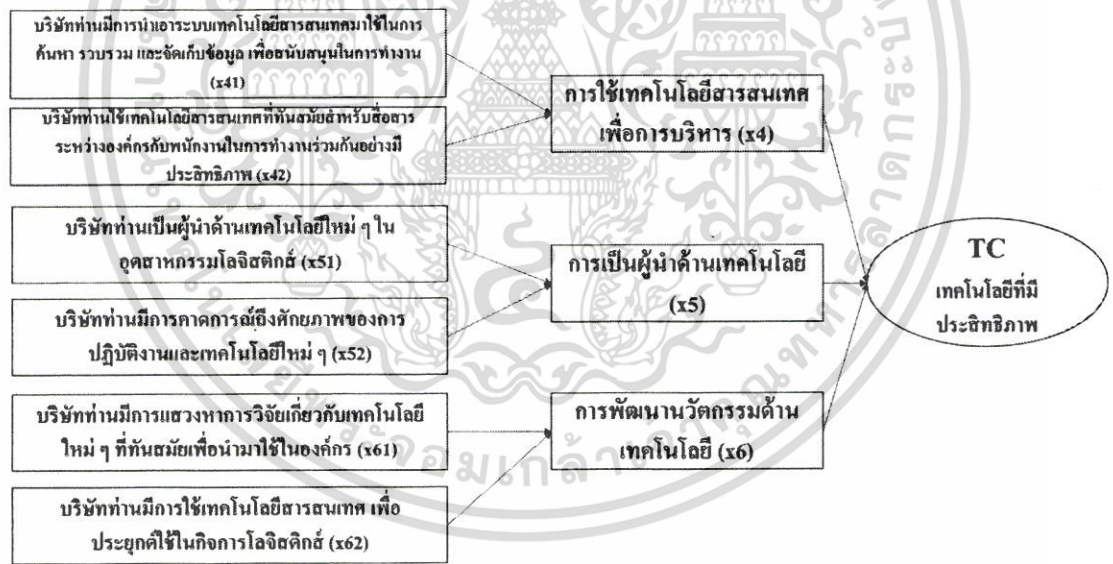 บริษัทท่านมีการนำเอาระบบเทคโนโลยีสารสนเทศมาใช้ในการ
ค้นหา รวบรวม และจัดเก็บข้อมูล เพื่อสนับสนุนในการทำงาน
(x41)
บริษัทท่านใช้เทคโนโลยีสารสนเทศที่ทันสมัยสำหรับสื่อสาร
ระหว่างองค์กรกับพนักงานในการทำงานร่วมกันอย่างมี
ประสิทธิภาพ (x42)
บริษัทท่านเป็นผู้นำด้านเทคโนโลยีใหม่ ๆ ใน
อุตสาหกรรมโลจิสติกส์ (x51)
บริษัทท่านมีการคาดการณ์ถึงศักยภาพของการ
ปฏิบัติงานและเทคโนโลยีใหม่ ๆ (x52)
บริษัทท่านมีการแสวงหาการวิจัยเกี่ยวกับเทคโนโลยี
ใหม่ ๆ ที่ทันสมัยเพื่อนำมาใช้ในองค์กร (x61)
บริษัทท่านมีการใช้เทคโนโลยีสารสนเทศ เพื่อ
ประยุกต์ใช้ในกิจการโลจิสติกส์ (x62)
การใช้เทคโนโลยีสารสนเทศ
เพื่อการบริหาร (x4)
การเป็นผู้นำด้านเทคโนโลยี
(x5)
การพัฒนานวัตกรรมด้าน
เทคโนโลยี (x6)
TC
เทคโนโลยีที่มี
ประสิทธิภาพ